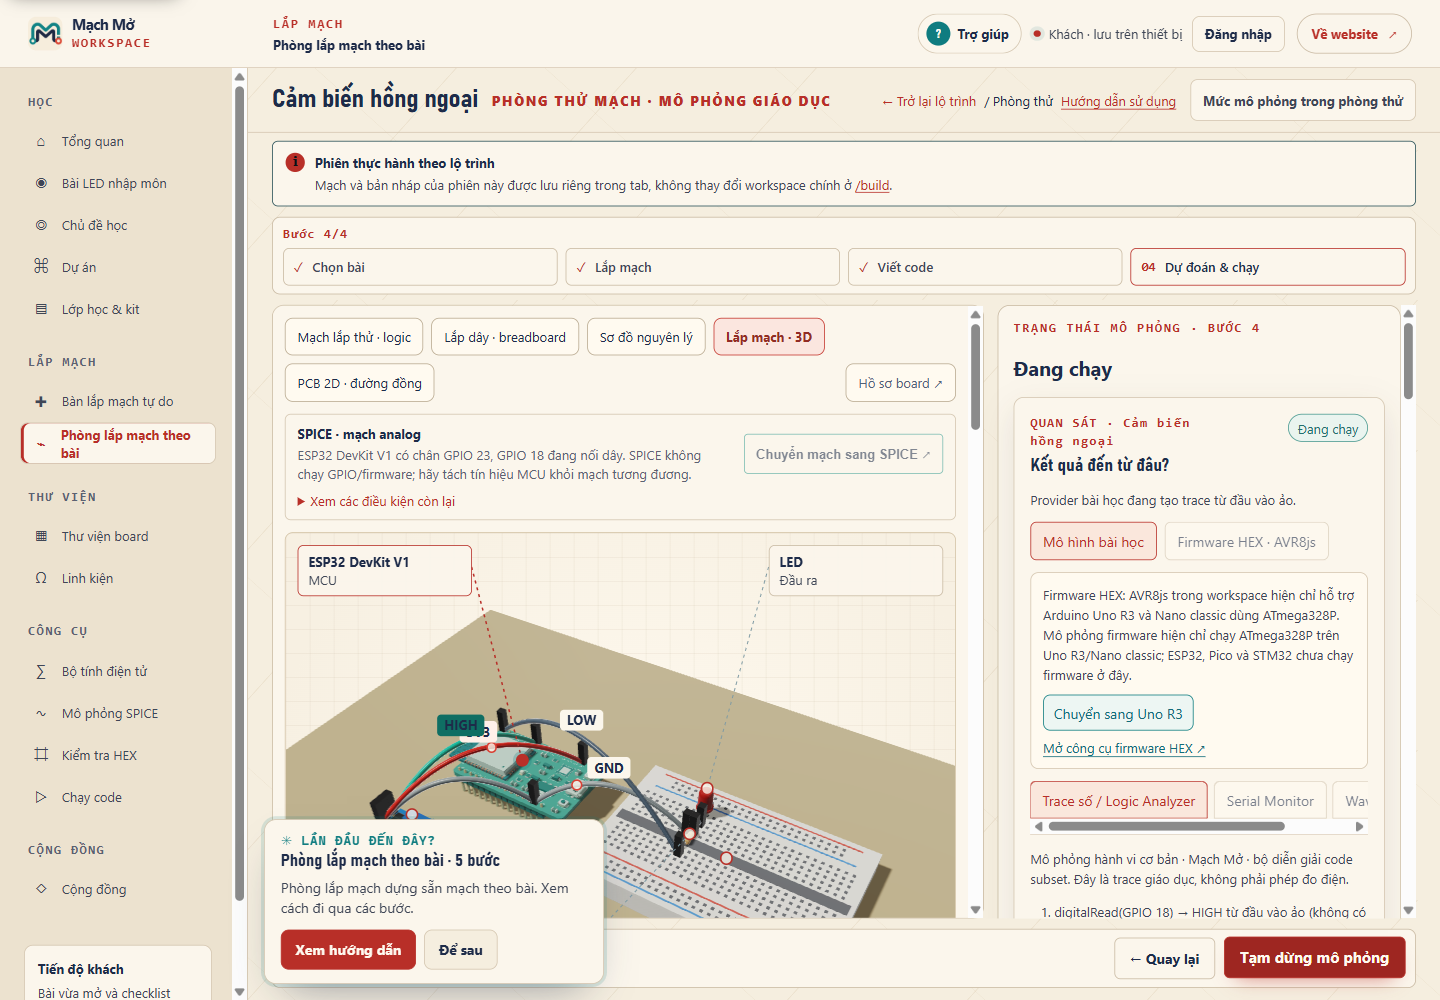 Mạch Mở
WORKSPACE
LẮP MẠCH
Phòng lắp mạch theo bài
? Trợ giúp
Khách · lưu trên thiết bị
Đăng nhập
Về website ↗
HỌC
Tổng quan
Bài LED nhập môn
Chủ đề học
Dự án
Lớp học & kit
LẮP MẠCH
Bàn lắp mạch tự do
Phòng lắp mạch theo
bài
THƯ VIỆN
Thư viện board
Linh kiện
CÔNG CỤ
Bộ tính điện tử
Mô phỏng SPICE
Kiểm tra HEX
Chạy code
CỘNG ĐỒNG
Cộng đồng
Tiến độ khách
Bài vừa mở và checklist
Cảm biến hồng ngoại
PHÒNG THỬ MẠCH · MÔ PHỎNG GIÁO DỤC
← Trở lại lộ trình / Phòng thử Hướng dẫn sử dụng
Mức mô phỏng trong phòng thử
Phiên thực hành theo lộ trình
Mạch và bản nháp của phiên này được lưu riêng trong tab, không thay đổi workspace chính ở /build.
Bước 4/4
✓ Chọn bài
✓ Lắp mạch
✓ Viết code
04 Dự đoán & chạy
Mạch lắp thử · logic
Lắp dây · breadboard
Sơ đồ nguyên lý
Lắp mạch · 3D
PCB 2D · đường đồng
Hồ sơ board ↗
SPICE · mạch analog
ESP32 DevKit V1 có chân GPIO 23, GPIO 18 đang nối dây. SPICE không
chạy GPIO/firmware; hãy tách tín hiệu MCU khỏi mạch tương đương.
▶ Xem các điều kiện còn lại
Chuyển mạch sang SPICE ↗
ESP32 DevKit V1
MCU
LED
Đầu ra
HIGH
LOW
GND
✳ LẦN ĐẦU ĐẾN ĐÂY?
Phòng lắp mạch theo bài · 5 bước
Phòng lắp mạch dựng sẵn mạch theo bài. Xem
cách đi qua các bước.
Xem hướng dẫn
Để sau
TRẠNG THÁI MÔ PHỎNG · BƯỚC 4
Đang chạy
QUAN SÁT · Cảm biến
hồng ngoại
Đang chạy
Kết quả đến từ đâu?
Provider bài học đang tạo trace từ đầu vào ảo.
Mô hình bài học
Firmware HEX · AVR8js
Firmware HEX: AVR8js trong workspace hiện chỉ hỗ trợ
Arduino Uno R3 và Nano classic dùng ATmega328P.
Mô phỏng firmware hiện chỉ chạy ATmega328P trên
Uno R3/Nano classic; ESP32, Pico và STM32 chưa chạy
firmware ở đây.
Chuyển sang Uno R3
Mở công cụ firmware HEX ↗
Trace số / Logic Analyzer
Serial Monitor
Wav
Mô phỏng hành vi cơ bản · Mạch Mở · bộ diễn giải code
subset. Đây là trace giáo dục, không phải phép đo điện.
1. digitalRead(GPIO 18) → HIGH từ đầu vào ảo (không có
← Quay lại
Tạm dừng mô phỏng